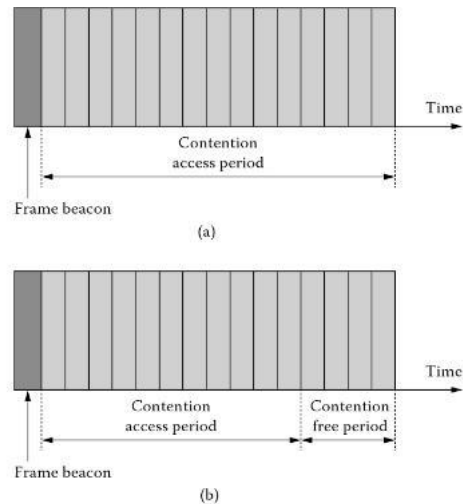 Time
Contention
access period
Frame beacon
(a)
Time
Contention
access period
Contention
free period
Frame beacon
(b)